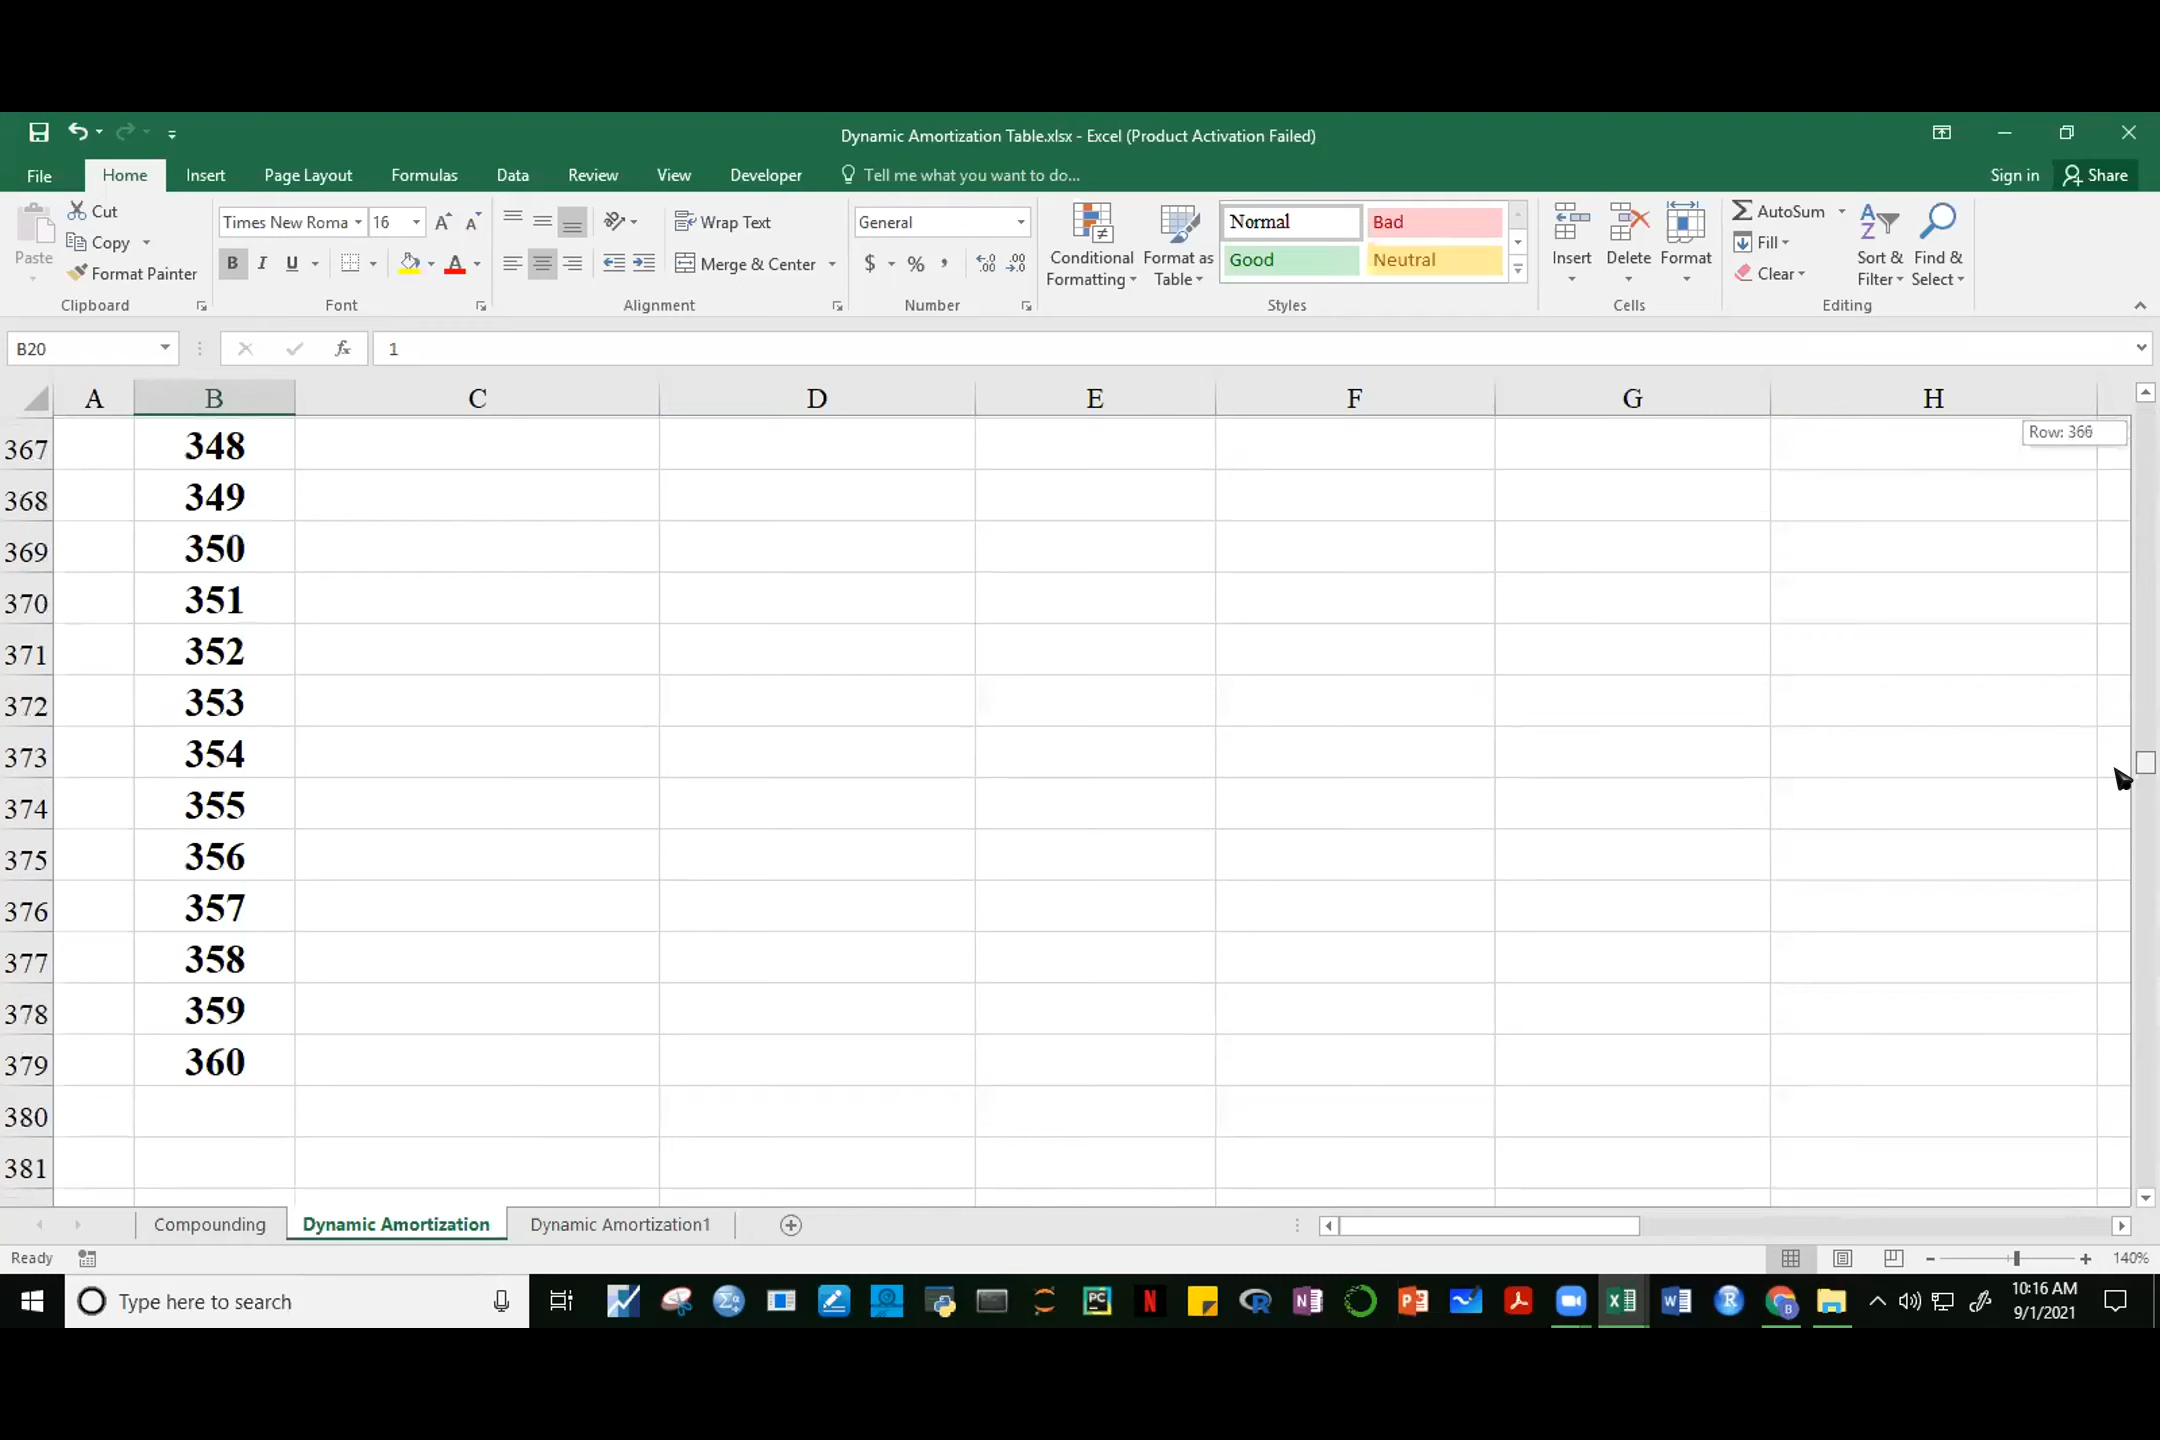 Dynamic Amortization Table.xlsx - Excel (Product Activation Failed)
File Home Insert Page Layout Formulas Data Review View Developer Tell me what you want to do... Sign in Share
Paste
Cut
Copy
Format Painter
Clipboard
Times New Roma 16
B I U A
Font
Wrap Text
Merge & Center
Alignment
General
$ % ,
Number
Conditional Formatting
Format as Table
Normal Bad
Good Neutral
Styles
Insert Delete Format
Cells
AutoSum
Fill
Clear
Sort & Filter
Find & Select
Editing
B20 fx 1
A B C D E F G H
Row: 366
367 348
368 349
369 350
370 351
371 352
372 353
373 354
374 355
375 356
376 357
377 358
378 359
379 360
380
381
Compounding Dynamic Amortization Dynamic Amortization1
Ready 140%
Type here to search
10:16 AM
9/1/2021